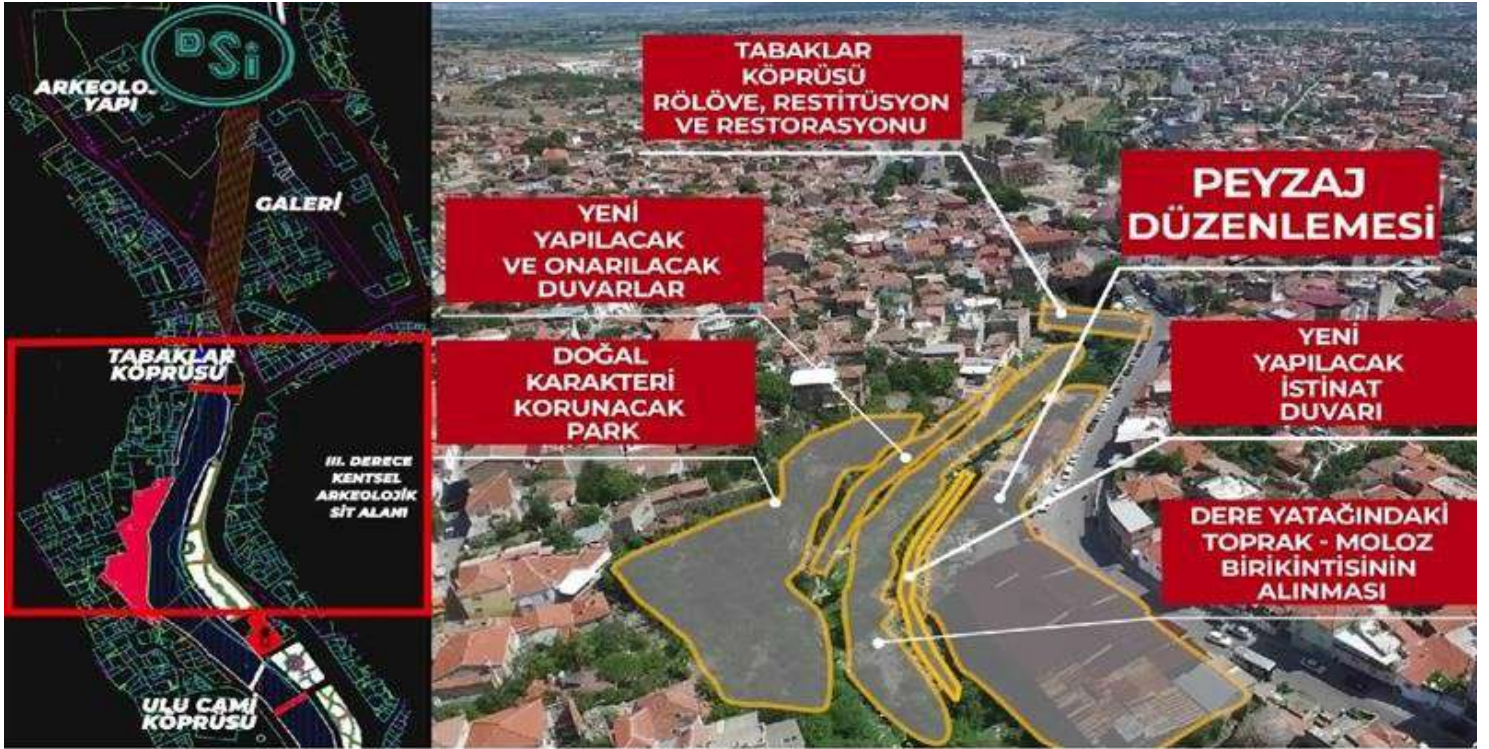 DSİ
ARKEOLOJ
YAPI
GALERİ
TABAKLAR
KÖPRÜSÜ
III. DERECE
KENTSEL
ARKEOLOJİK
SİT ALANI
ULU CAMİ
KÖPRÜSÜ
TABAKLAR
KÖPRÜSÜ
RÖLÖVE, RESTİTÜSYON
VE RESTORASYONU
YENİ
YAPILACAK
VE ONARILACAK
DUVARLAR
DOĞAL
KARAKTERİ
KORUNACAK
PARK
PEYZAJ
DÜZENLEMESİ
YENİ
YAPILACAK
İSTİNAT
DUVARI
DERE YATAĞINDAKİ
TOPRAK - MOLOZ
BİRİKİNTİSİNİN
ALINMASI